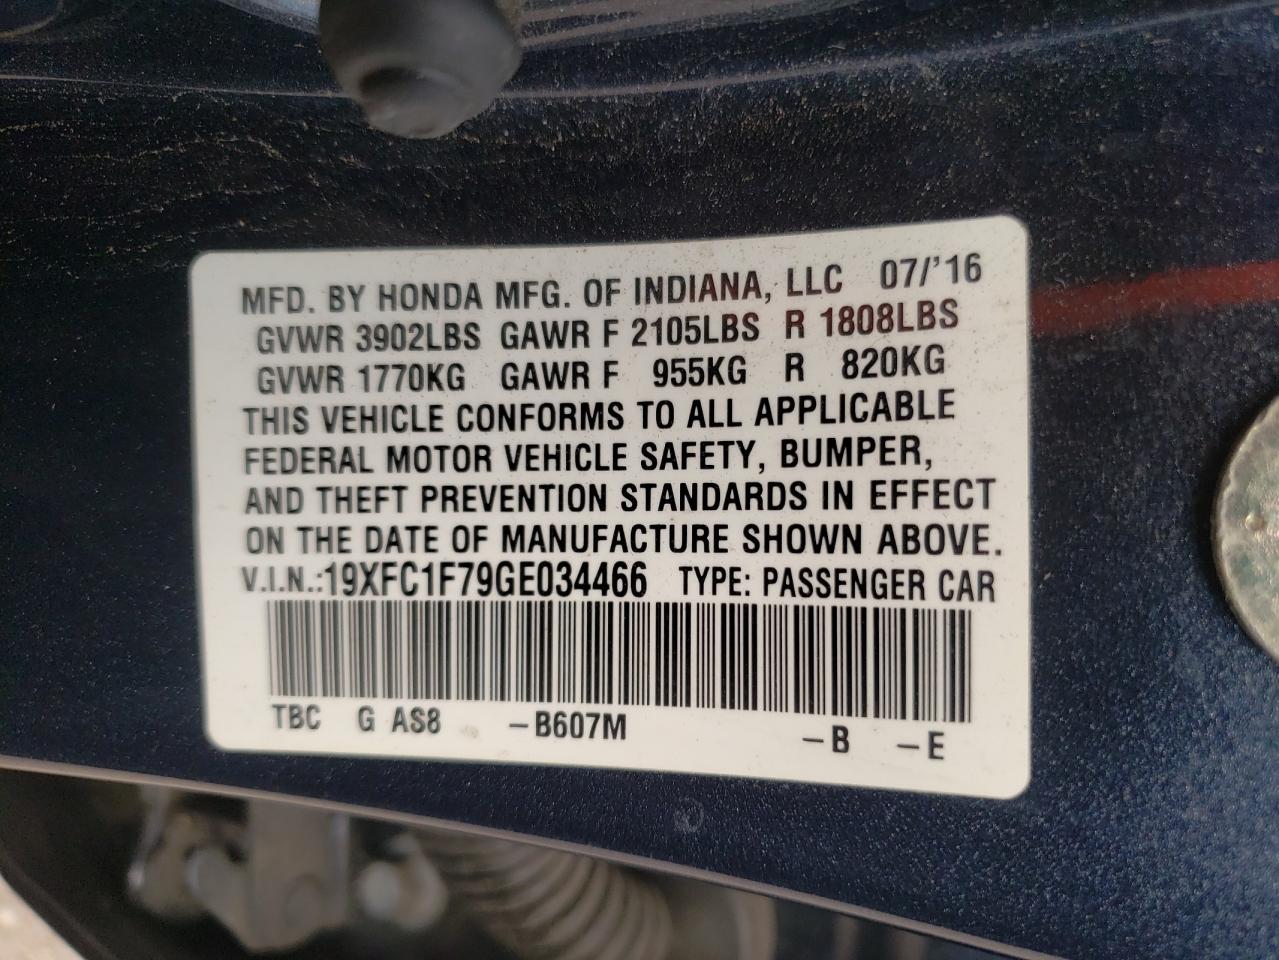 MFD. BY HONDA MFG. OF INDIANA, LLC 07/'16
GVWR 3902LBS GAWR F 2105LBS R 1808LBS
GVWR 1770KG GAWR F 955KG R 820KG
THIS VEHICLE CONFORMS TO ALL APPLICABLE
FEDERAL MOTOR VEHICLE SAFETY, BUMPER,
AND THEFT PREVENTION STANDARDS IN EFFECT
ON THE DATE OF MANUFACTURE SHOWN ABOVE.
V.I.N.:19XFC1F79GE034466 TYPE: PASSENGER CAR
TBC G AS8 –B607M –B –E